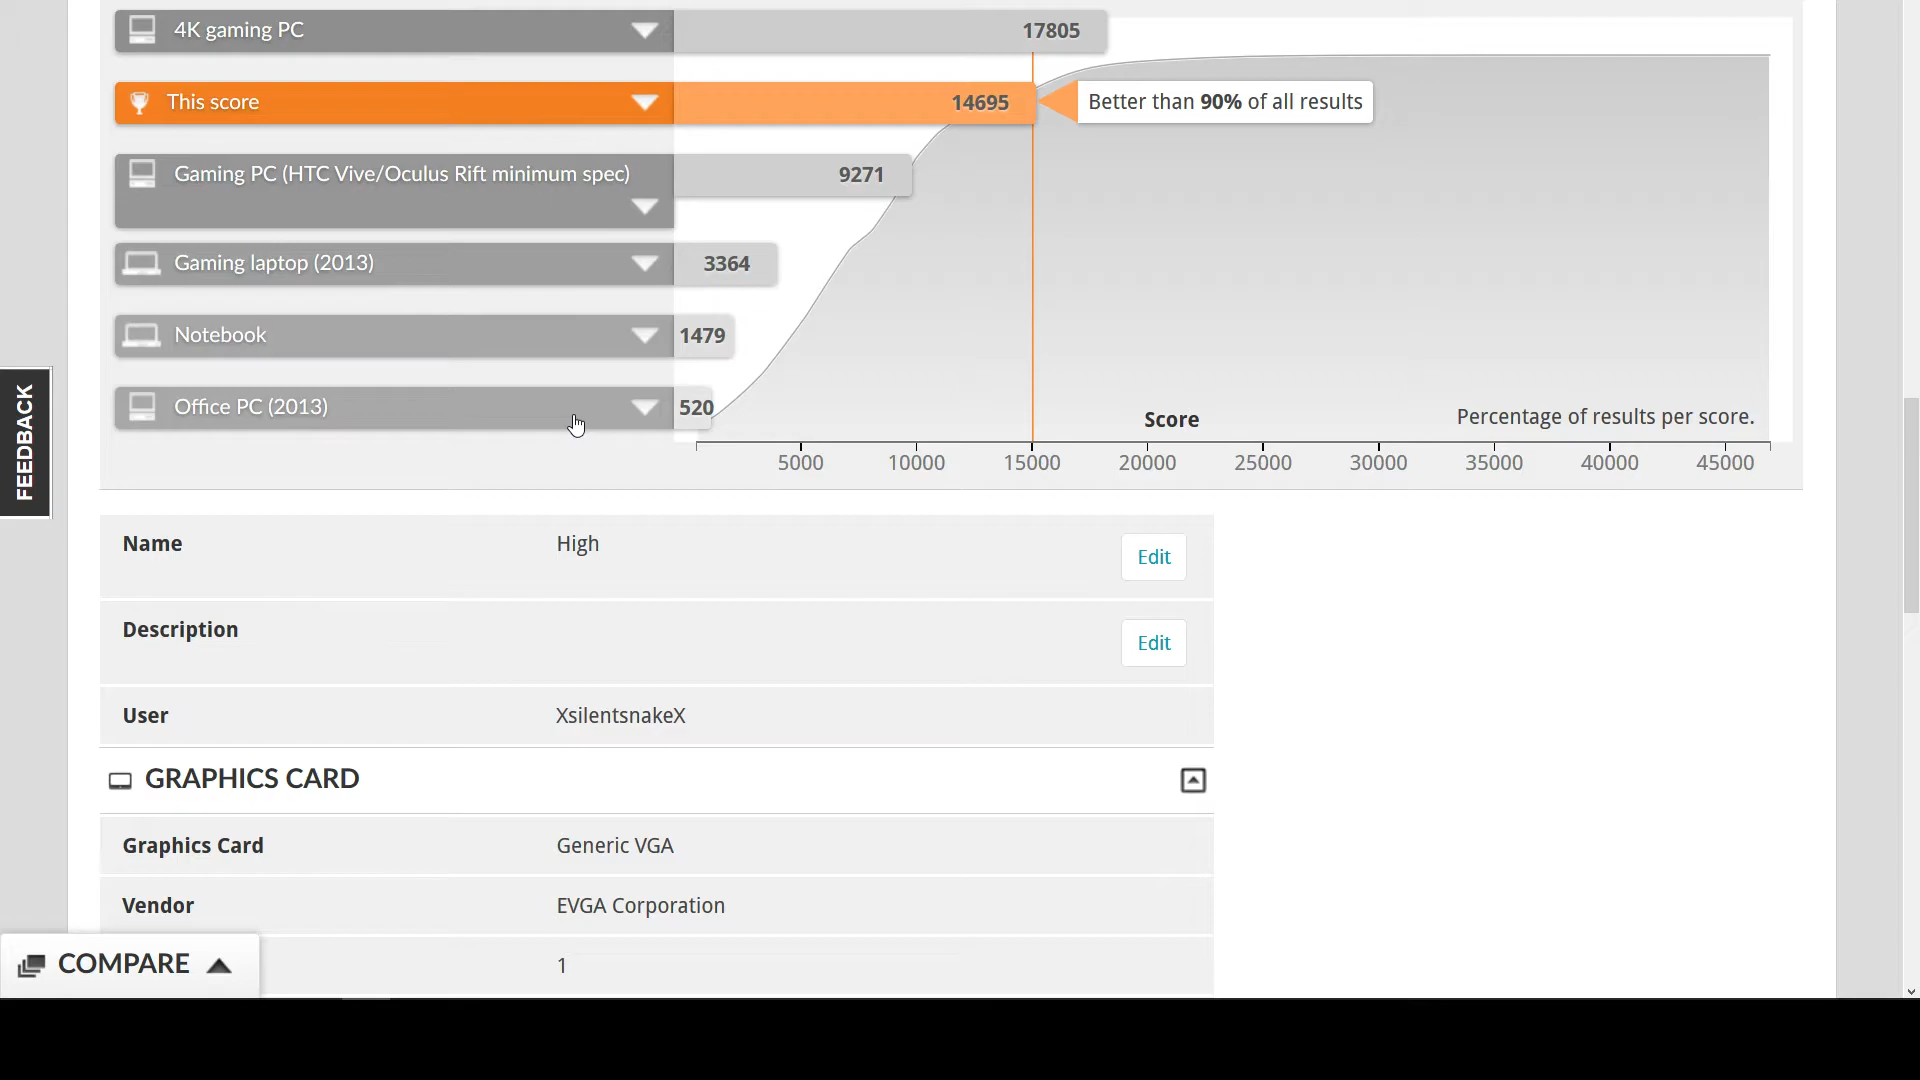 4K gaming PC 17805
This score 14695 Better than 90% of all results
Gaming PC (HTC Vive/Oculus Rift minimum spec) 9271
Gaming laptop (2013) 3364
Notebook 1479
Office PC (2013) 520
Score Percentage of results per score.
5000 10000 15000 20000 25000 30000 35000 40000 45000
FEEDBACK
Name High Edit
Description Edit
User XsilentsnakeX
GRAPHICS CARD
Graphics Card Generic VGA
Vendor EVGA Corporation
COMPARE 1